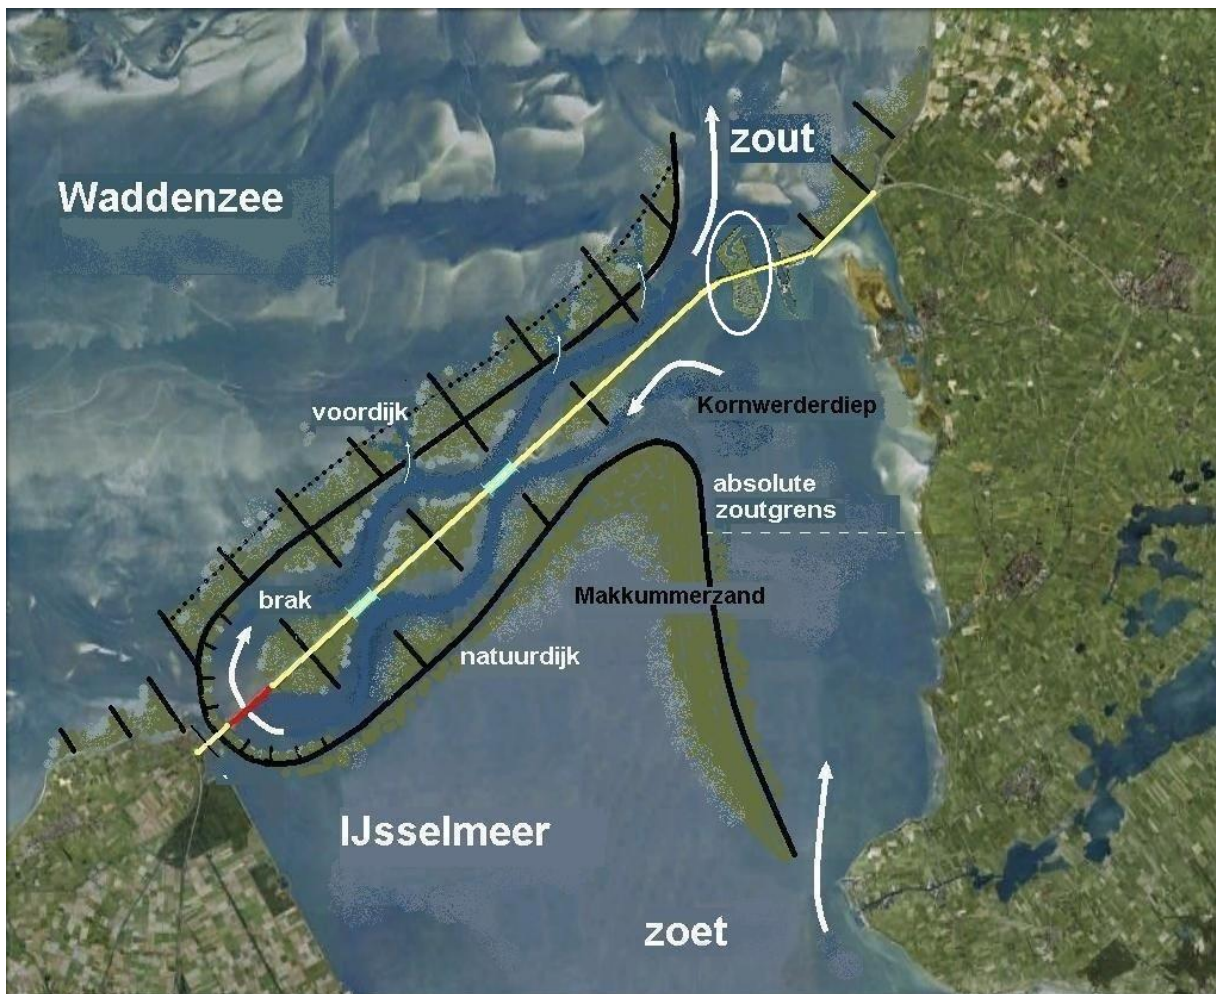 zout
Waddenzee
voordijk
Kornwerderdiep
absolute
zoutgrens
brak
Makkummerzand
natuurdijk
IJsselmeer
zoet